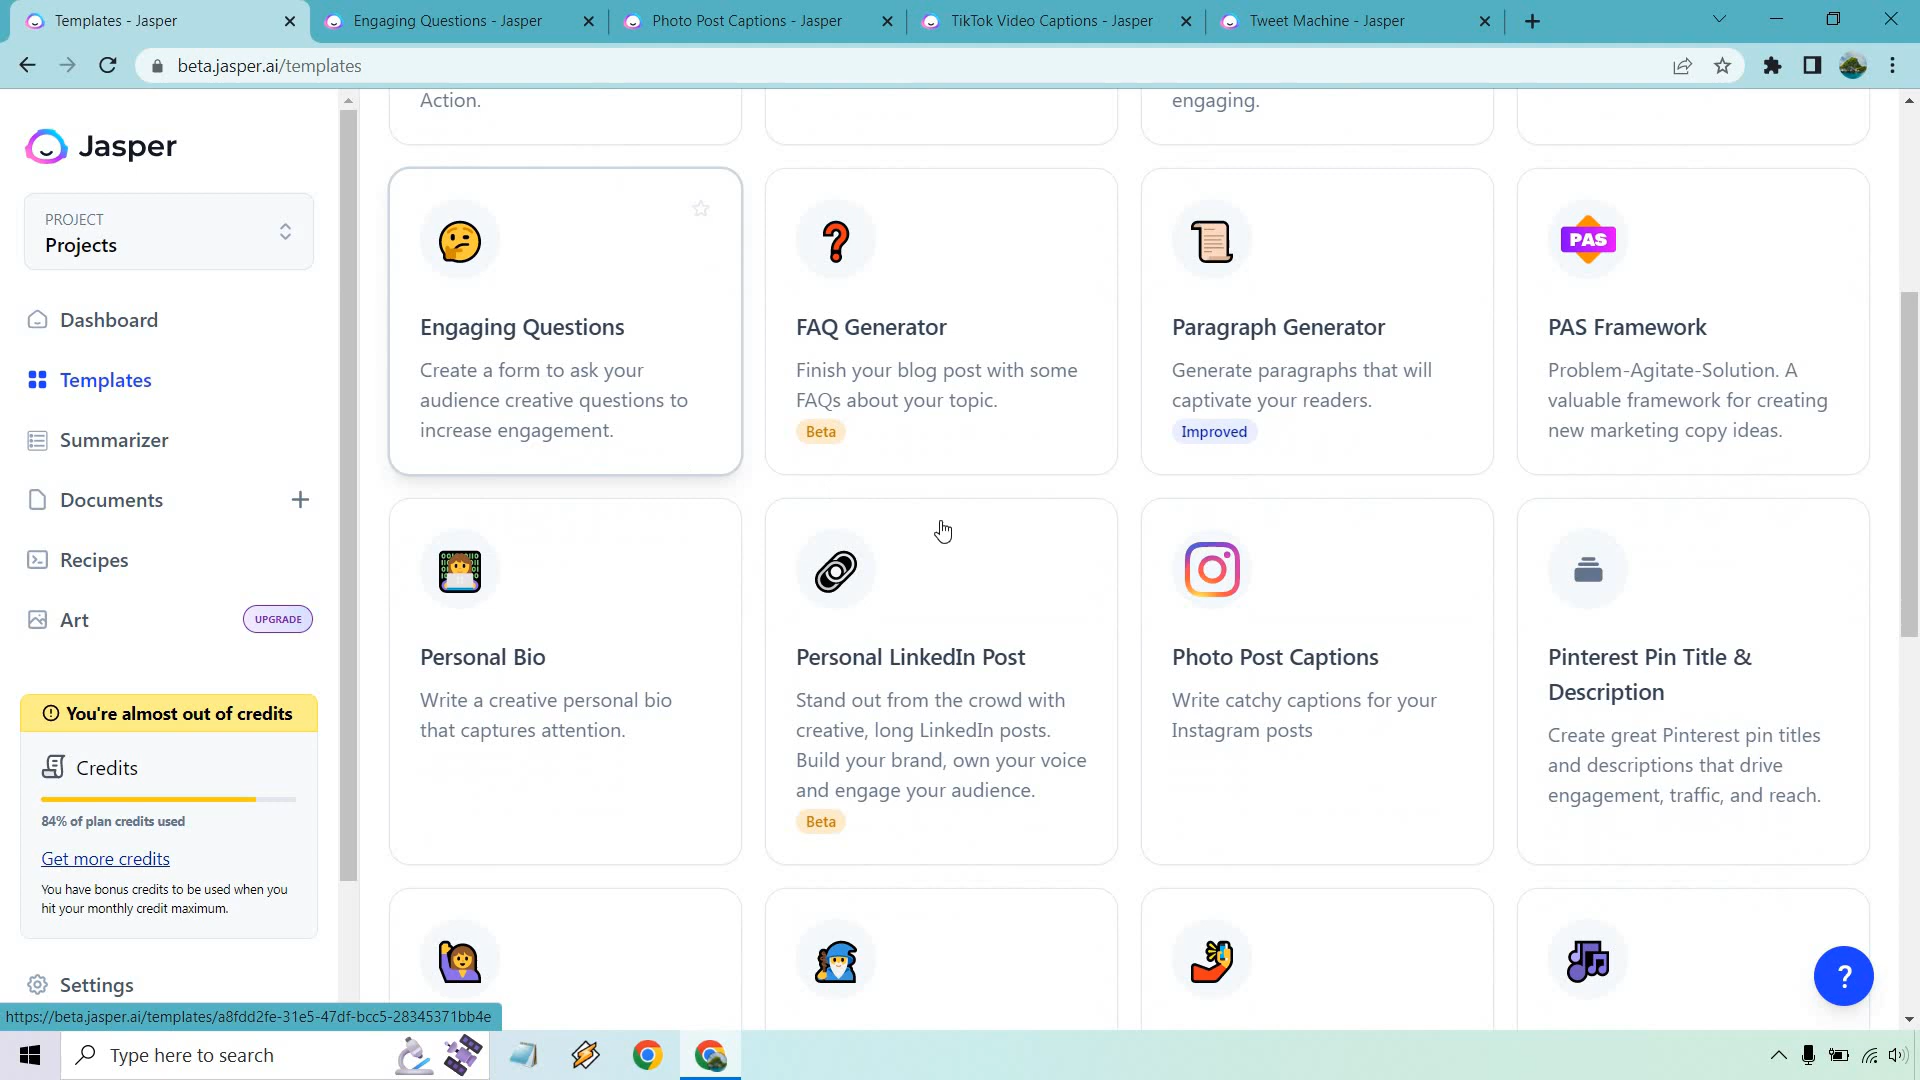 Templates - Jasper
Engaging Questions - Jasper
Photo Post Captions - Jasper
TikTok Video Captions - Jasper
Tweet Machine - Jasper
beta.jasper.ai/templates
Jasper
PROJECT
Projects
Dashboard
Templates
Summarizer
Documents
Recipes
Art
UPGRADE
You're almost out of credits
Credits
84% of plan credits used
Get more credits
You have bonus credits to be used when you
hit your monthly credit maximum.
Settings
Action.
engaging.
Engaging Questions
Create a form to ask your
audience creative questions to
increase engagement.
FAQ Generator
Finish your blog post with some
FAQs about your topic.
Beta
Paragraph Generator
Generate paragraphs that will
captivate your readers.
Improved
PAS
PAS Framework
Problem-Agitate-Solution. A
valuable framework for creating
new marketing copy ideas.
Personal Bio
Write a creative personal bio
that captures attention.
Personal LinkedIn Post
Stand out from the crowd with
creative, long LinkedIn posts.
Build your brand, own your voice
and engage your audience.
Beta
Photo Post Captions
Write catchy captions for your
Instagram posts
Pinterest Pin Title &
Description
Create great Pinterest pin titles
and descriptions that drive
engagement, traffic, and reach.
?
https://beta.jasper.ai/templates/a8fdd2fe-31e5-47df-bcc5-28345371bb4e
Type here to search